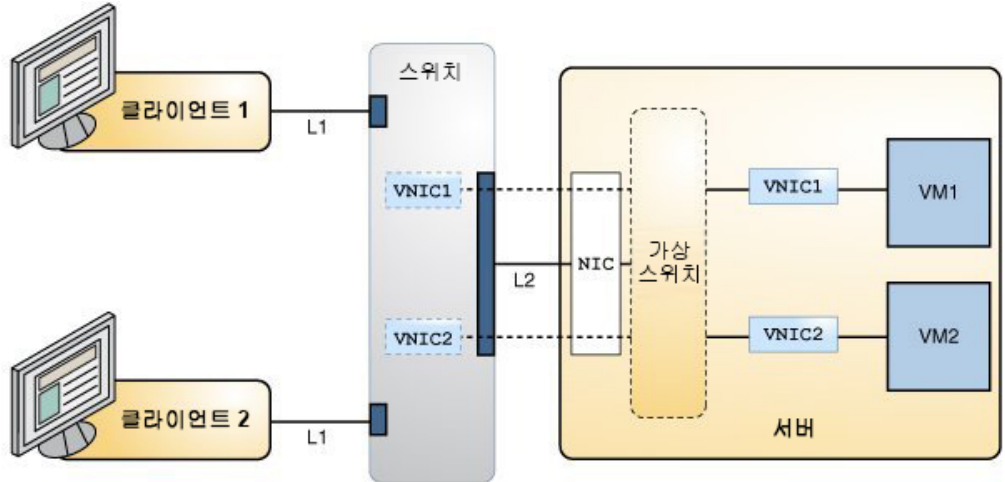 클라이언트 1
L1
스위치
VNIC1
VNIC2
L2
NIC
가상
스위치
VNIC1
VM1
VNIC2
VM2
서버
클라이언트 2
L1